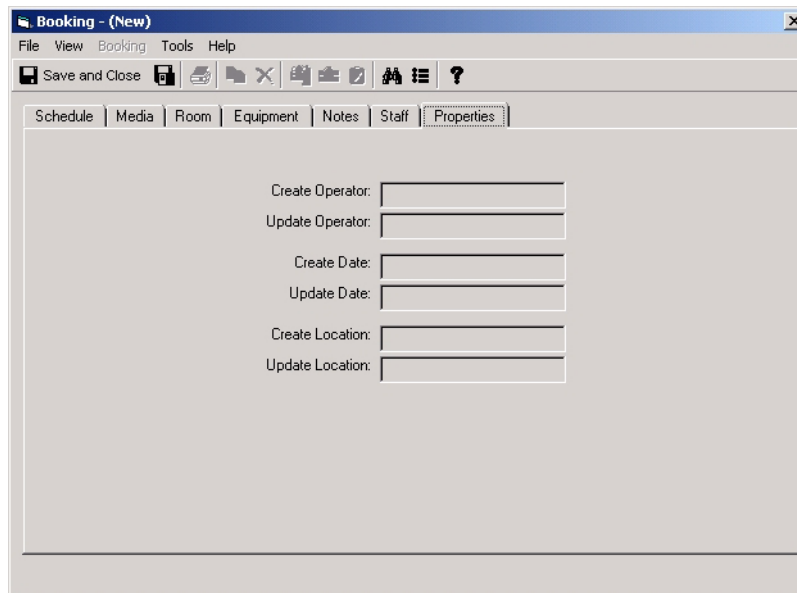 Booking - (New)
File View Booking Tools Help
Save and Close ?
Schedule Media Room Equipment Notes Staff Properties
Create Operator:
Update Operator:
Create Date:
Update Date:
Create Location:
Update Location: